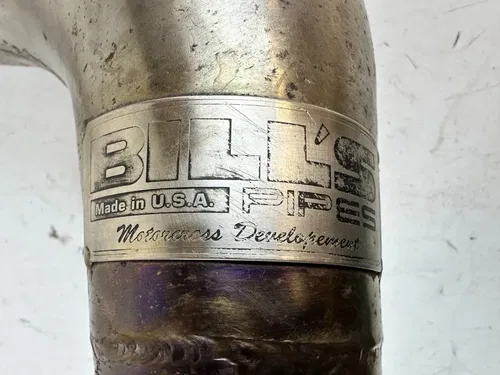 BILL'S
Made in U.S.A. PIPES
Motorcross Developement